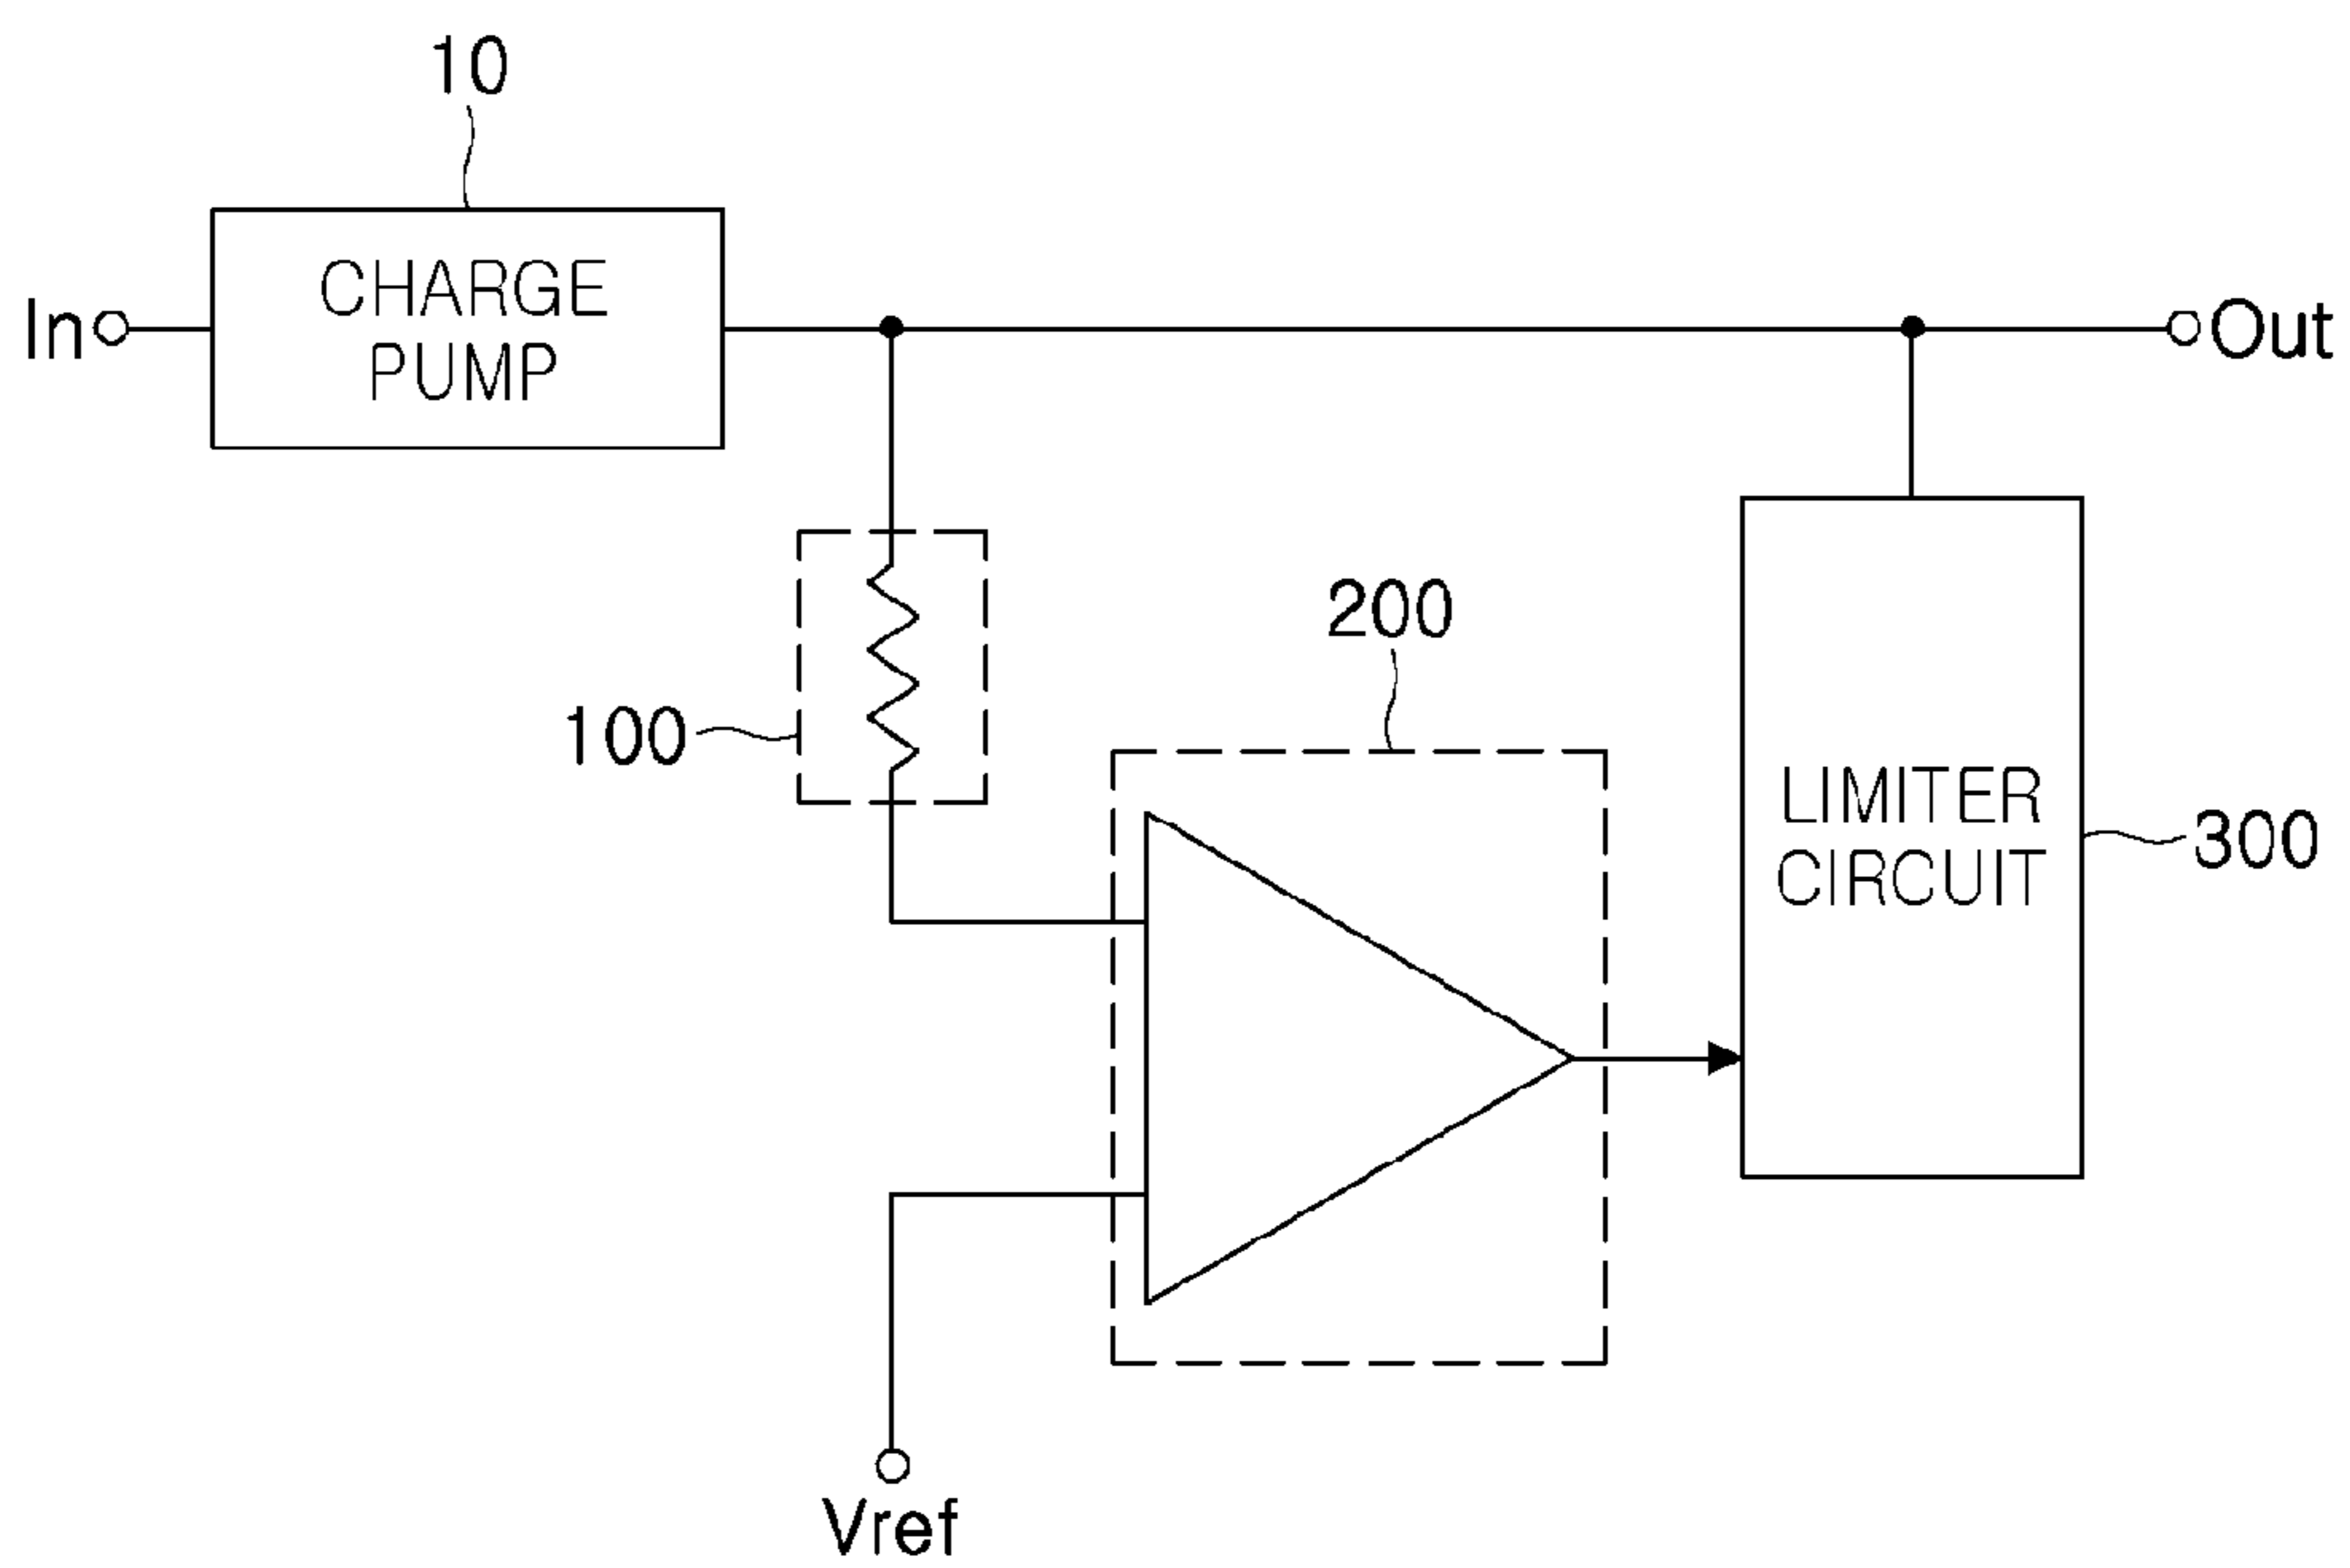 10
In
CHARGE
PUMP
Out
100
200
LIMITER
CIRCUIT
300
Vref